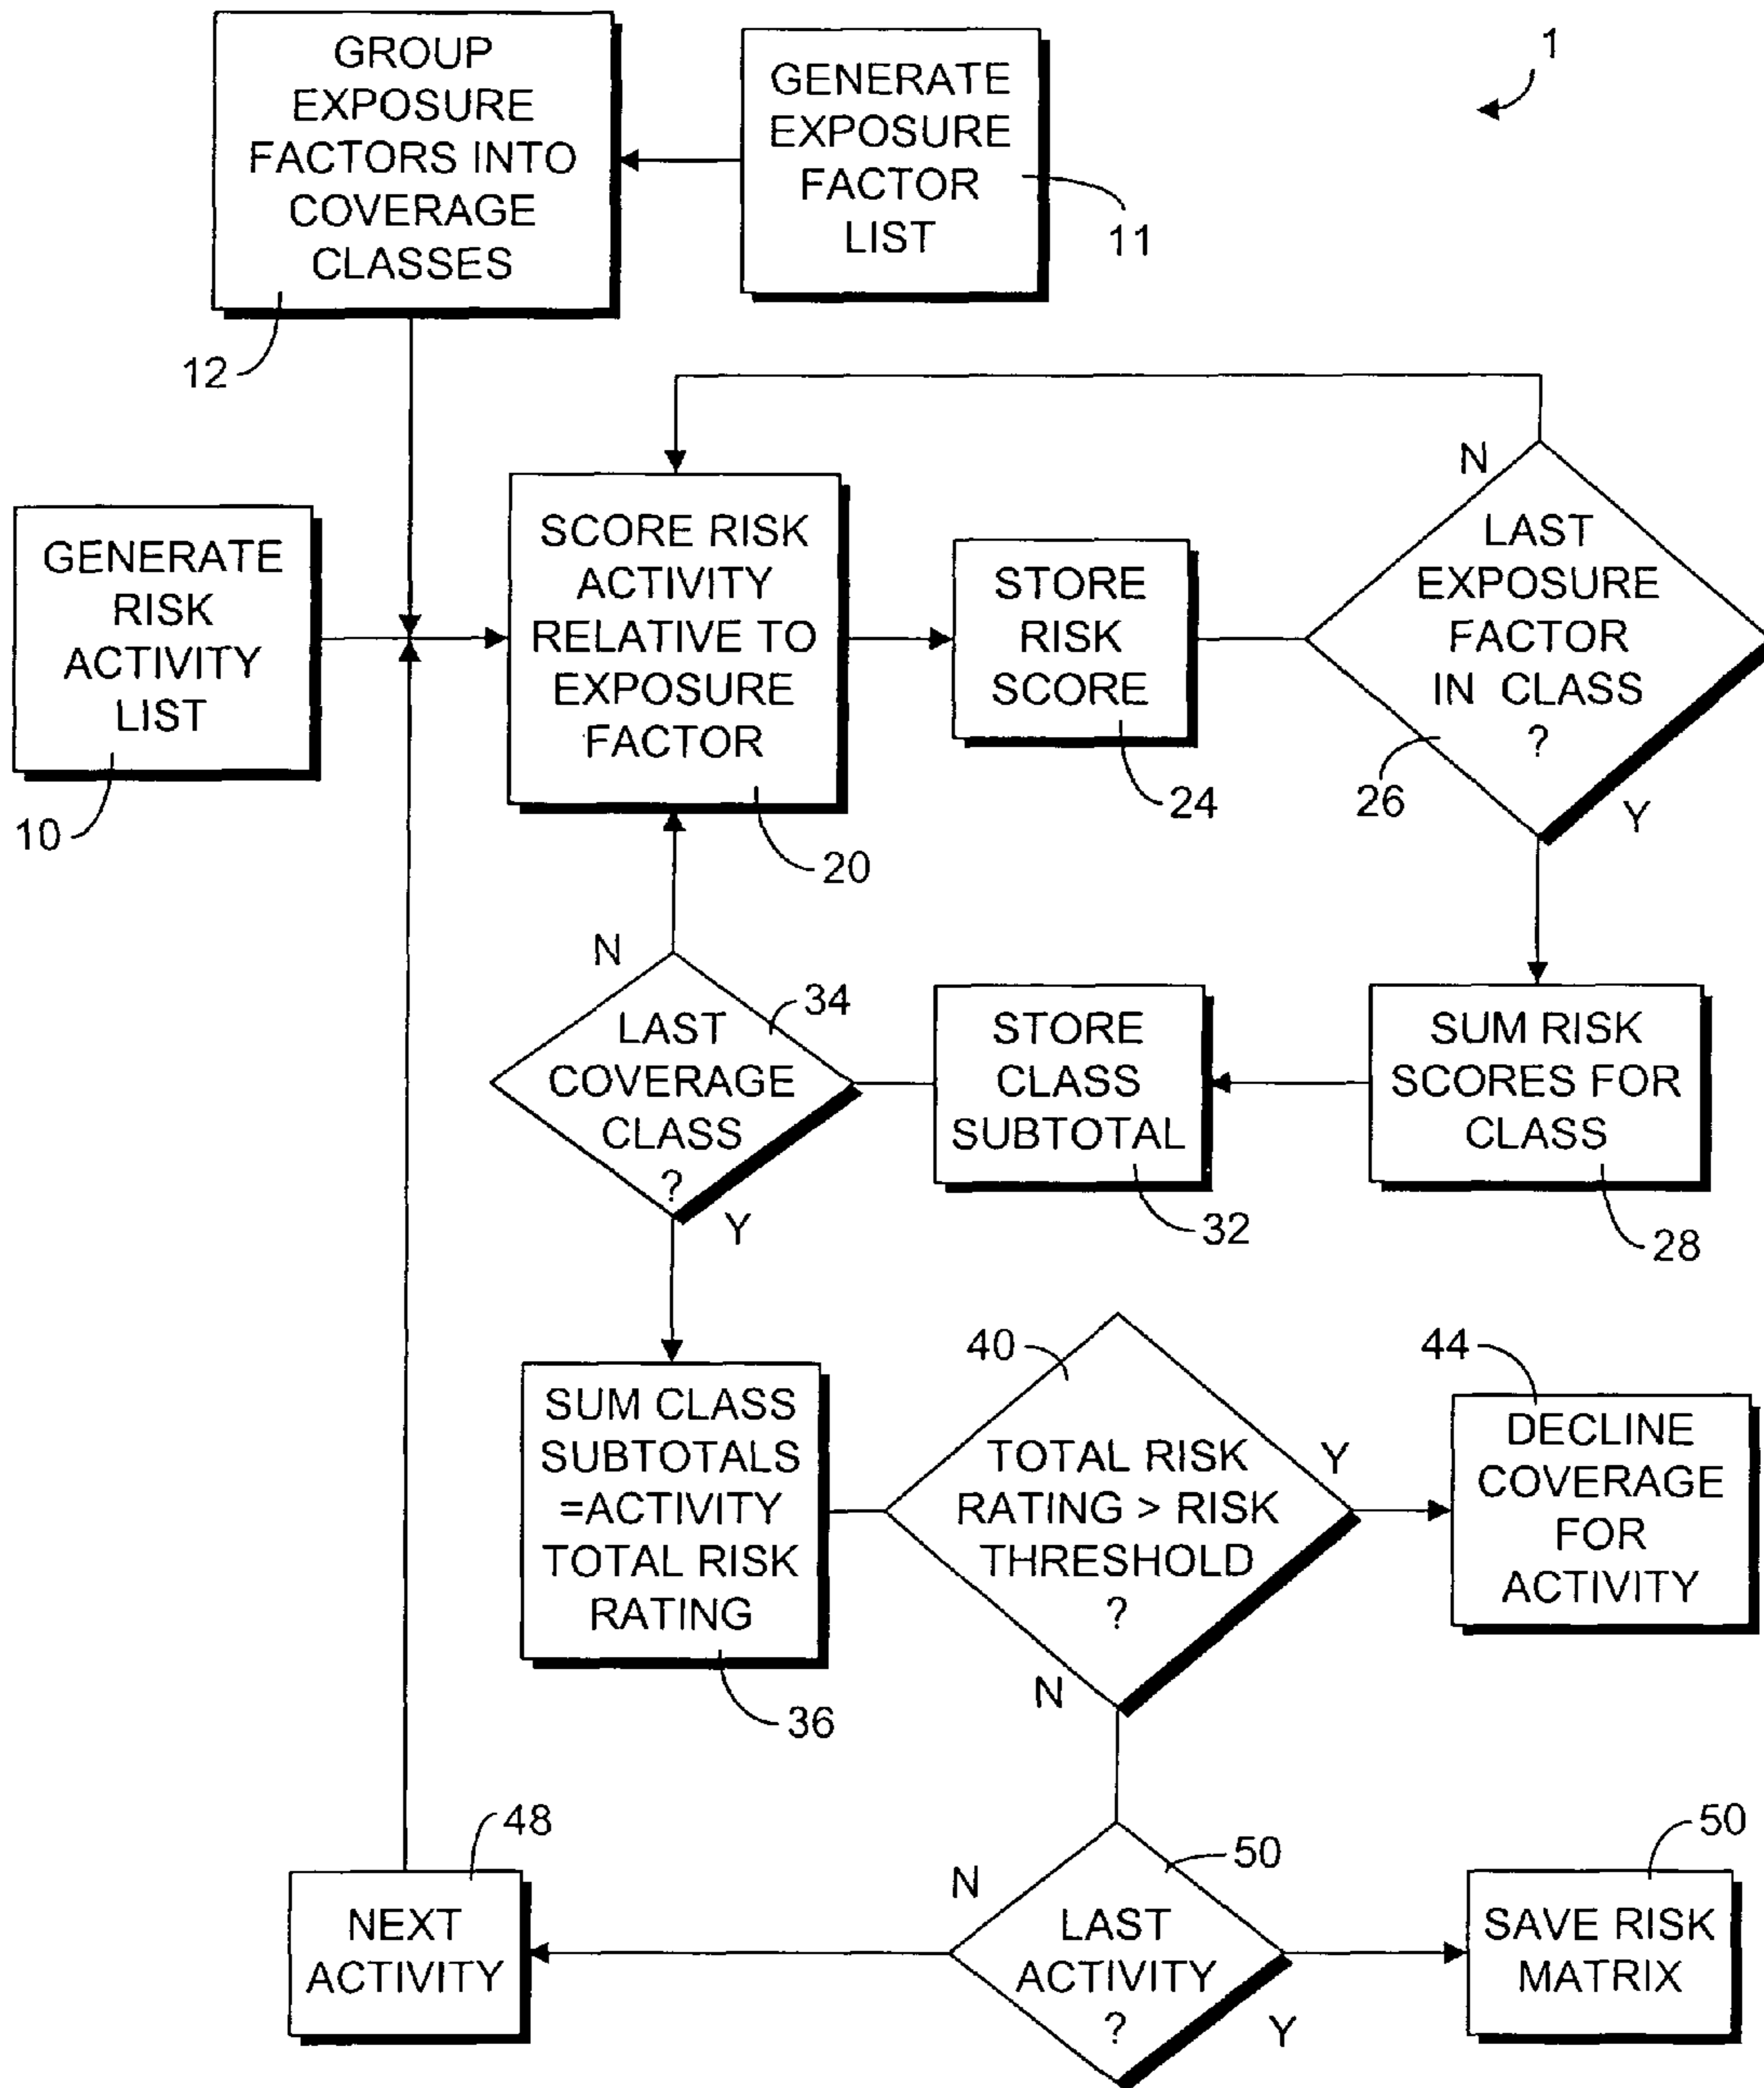 GROUP
EXPOSURE
FACTORS INTO
COVERAGE
CLASSES
12
GENERATE
EXPOSURE
FACTOR
LIST
11
1
GENERATE
RISK
ACTIVITY
LIST
10
SCORE RISK
ACTIVITY
RELATIVE TO
EXPOSURE
FACTOR
20
STORE
RISK
SCORE
24
N
LAST
EXPOSURE
FACTOR
IN CLASS
?
26
Y
N
34
LAST
COVERAGE
CLASS
?
Y
STORE
CLASS
SUBTOTAL
32
SUM RISK
SCORES FOR
CLASS
28
SUM CLASS
SUBTOTALS
=ACTIVITY
TOTAL RISK
RATING
36
40
TOTAL RISK
RATING > RISK
THRESHOLD
?
Y
N
44
DECLINE
COVERAGE
FOR
ACTIVITY
48
NEXT
ACTIVITY
N
50
LAST
ACTIVITY
?
Y
50
SAVE RISK
MATRIX